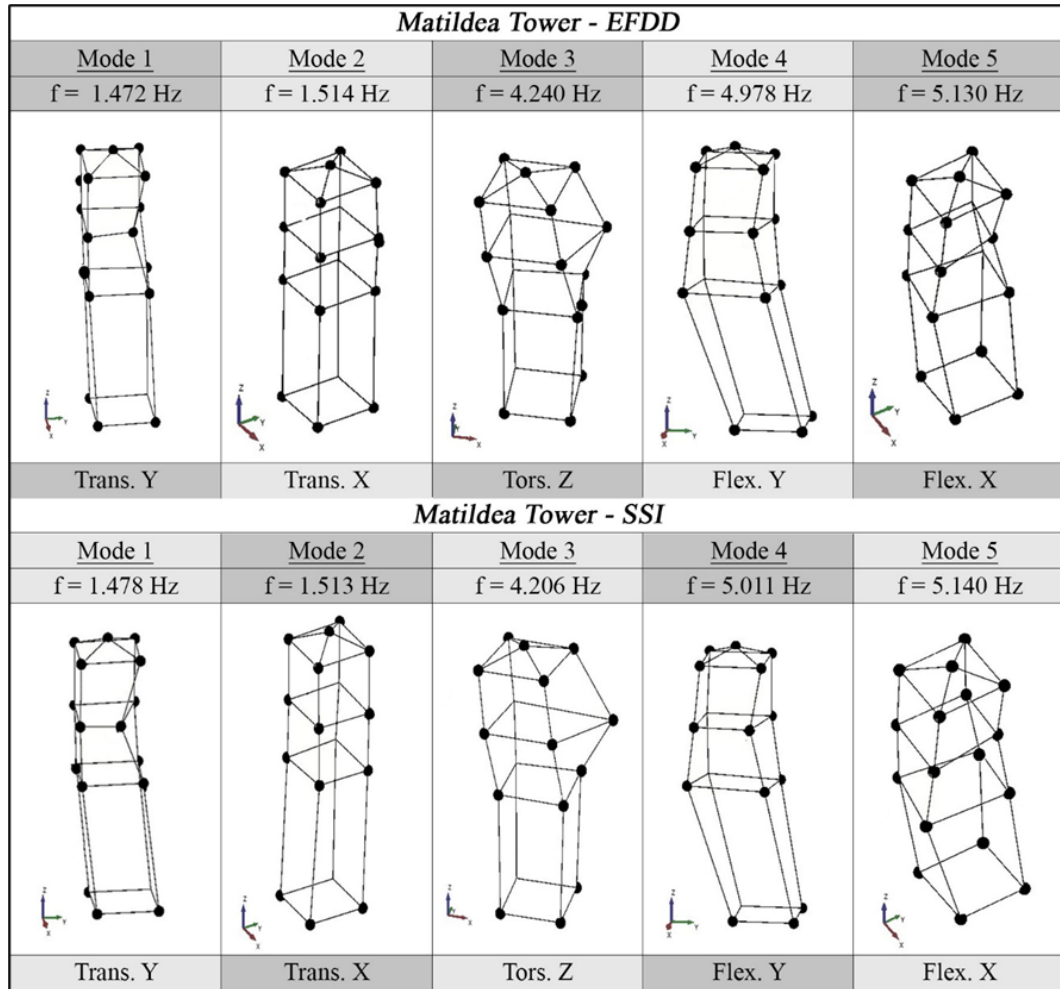 Matildea Tower - EFDD
Mode 1 Mode 2 Mode 3 Mode 4 Mode 5
f = 1.472 Hz f = 1.514 Hz f = 4.240 Hz f = 4.978 Hz f = 5.130 Hz
Z Y X Z Y X Z Y X Z Y X Z Y X
Trans. Y Trans. X Tors. Z Flex. Y Flex. X
Matildea Tower - SSI
Mode 1 Mode 2 Mode 3 Mode 4 Mode 5
f = 1.478 Hz f = 1.513 Hz f = 4.206 Hz f = 5.011 Hz f = 5.140 Hz
Z Y X Z Y X Z Y X Z Y X Z Y X
Trans. Y Trans. X Tors. Z Flex. Y Flex. X